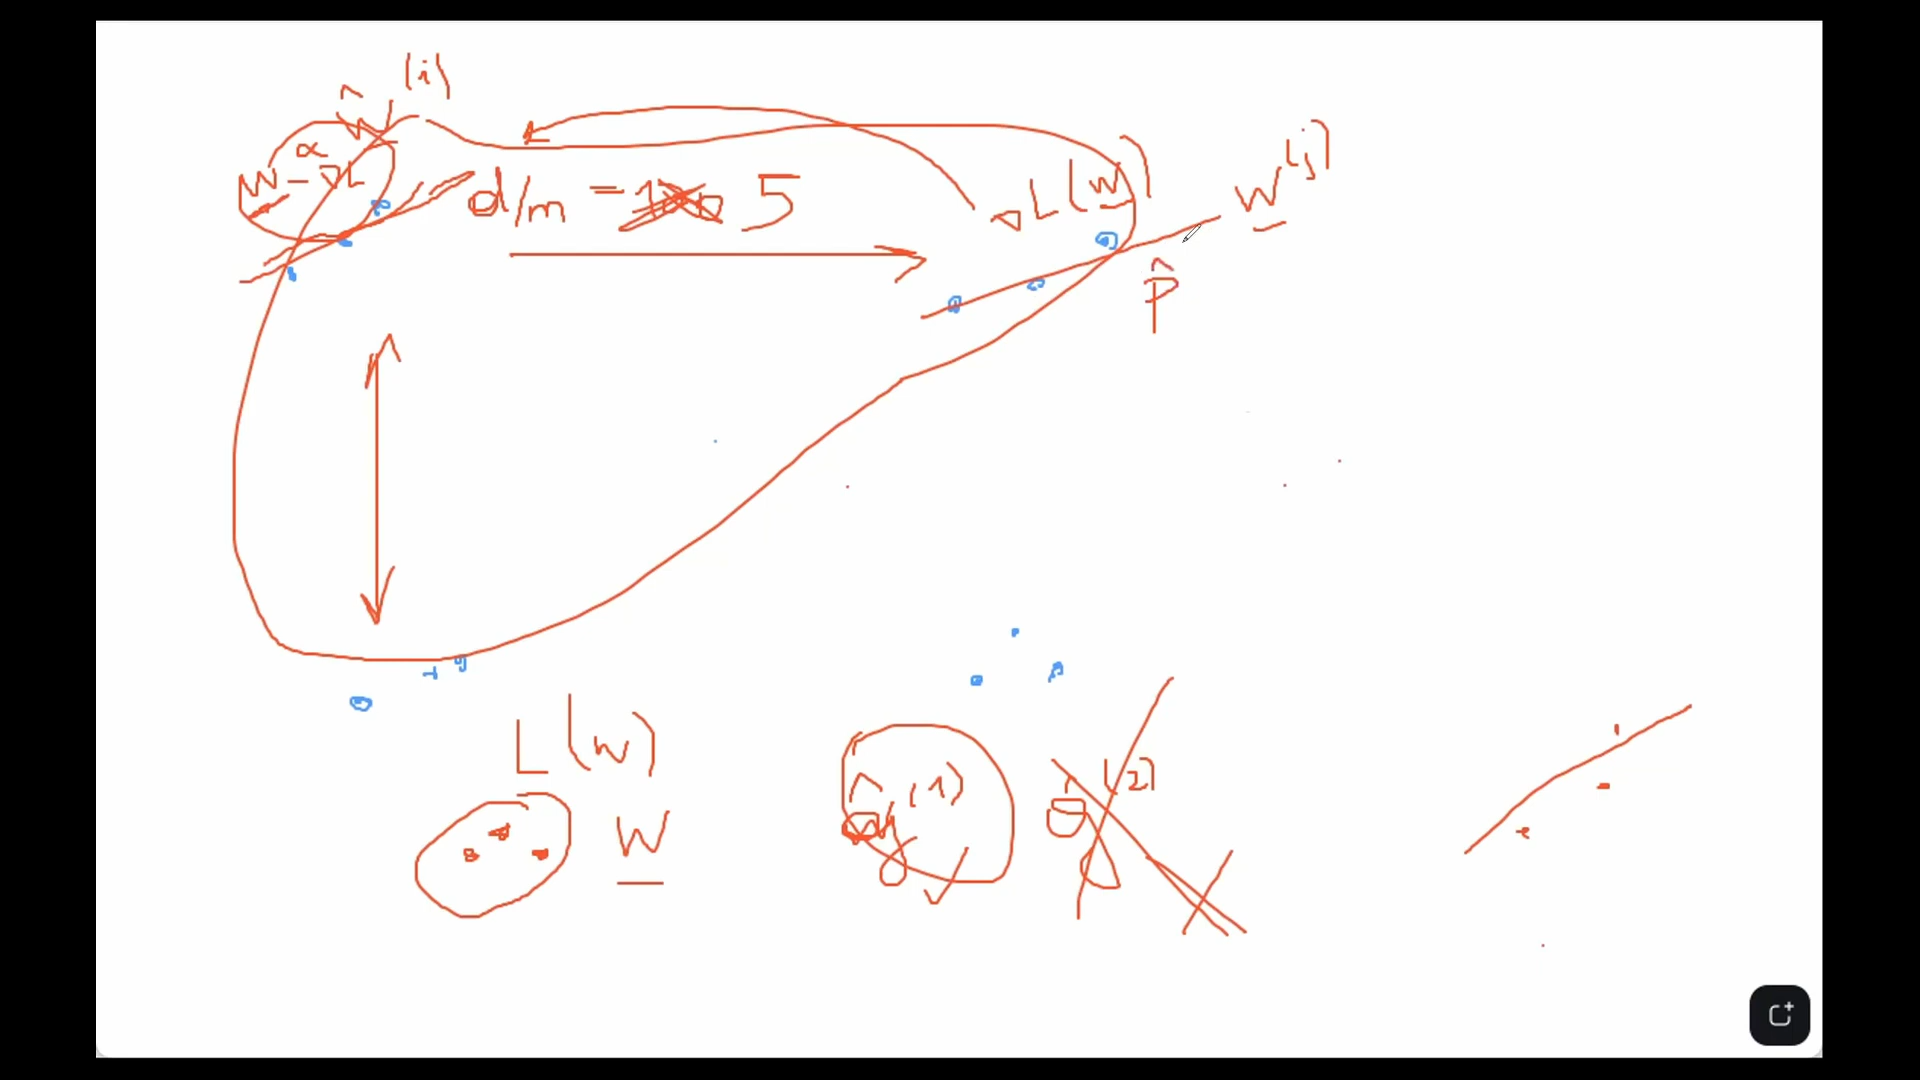 ŵ (i)
α
w - ∇L
d/m = 5
∇L(w)
w (j)
p̂
L(w)
w
(1)
(2)